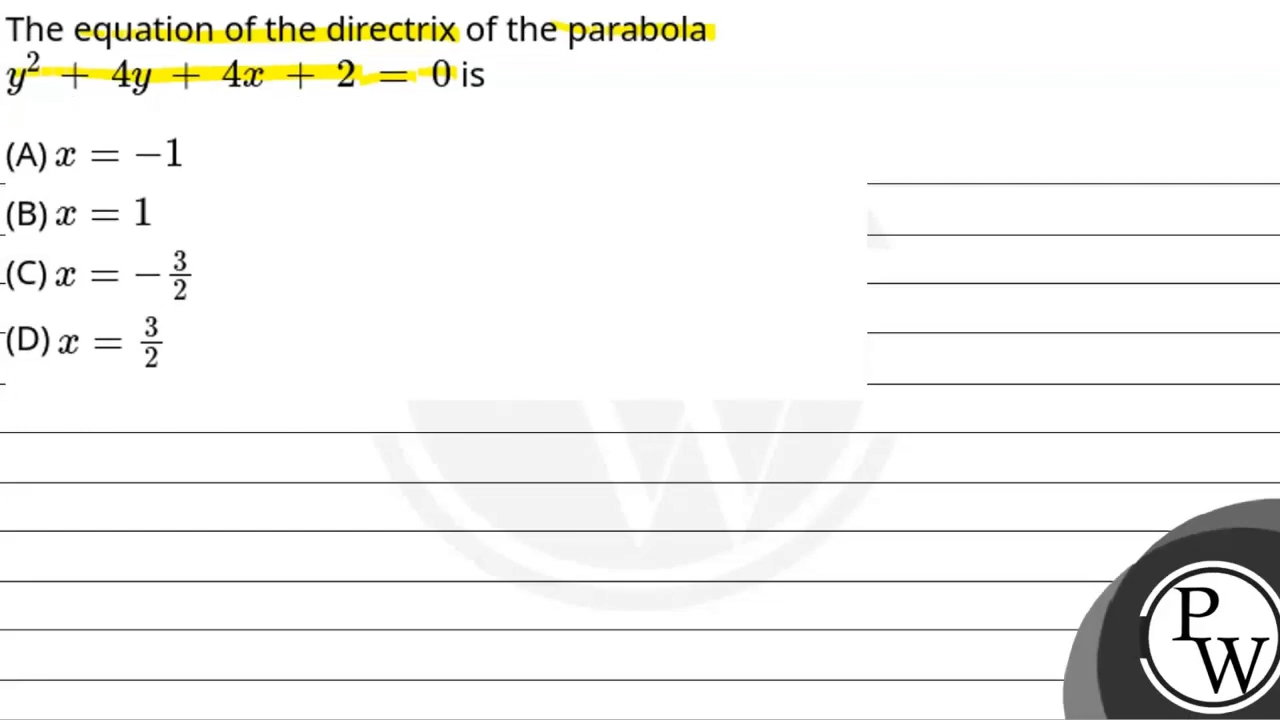 The equation of the directrix of the parabola
y² + 4y + 4x + 2 = 0 is
(A) x = −1
(B) x = 1
(C) x = −3/2
(D) x = 3/2
W
PW